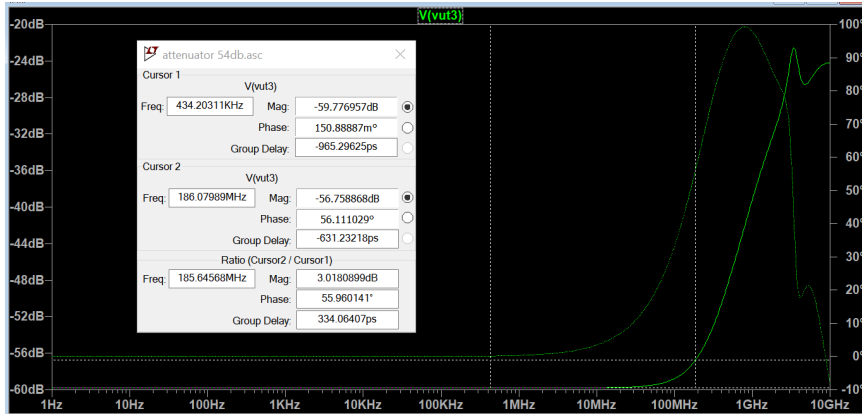 V(vut3)
-20dB
-24dB
-28dB
-32dB
-36dB
-40dB
-44dB
-48dB
-52dB
-56dB
-60dB
attenuator 54db.asc
Cursor 1
V(vut3)
Freq: 434.20311KHz Mag: -59.776957dB
Phase: 150.88887m°
Group Delay: -965.29625ps
Cursor 2
V(vut3)
Freq: 186.07989MHz Mag: -56.758868dB
Phase: 56.111029°
Group Delay: -631.23218ps
Ratio (Cursor2 / Cursor1)
Freq: 185.64568MHz Mag: 3.0180899dB
Phase: 55.960141°
Group Delay: 334.06407ps
100°
90°
80°
70°
60°
50°
40°
30°
20°
10°
0°
-10°
1Hz 10Hz 100Hz 1KHz 10KHz 100KHz 1MHz 10MHz 100MHz 1GHz 10GHz